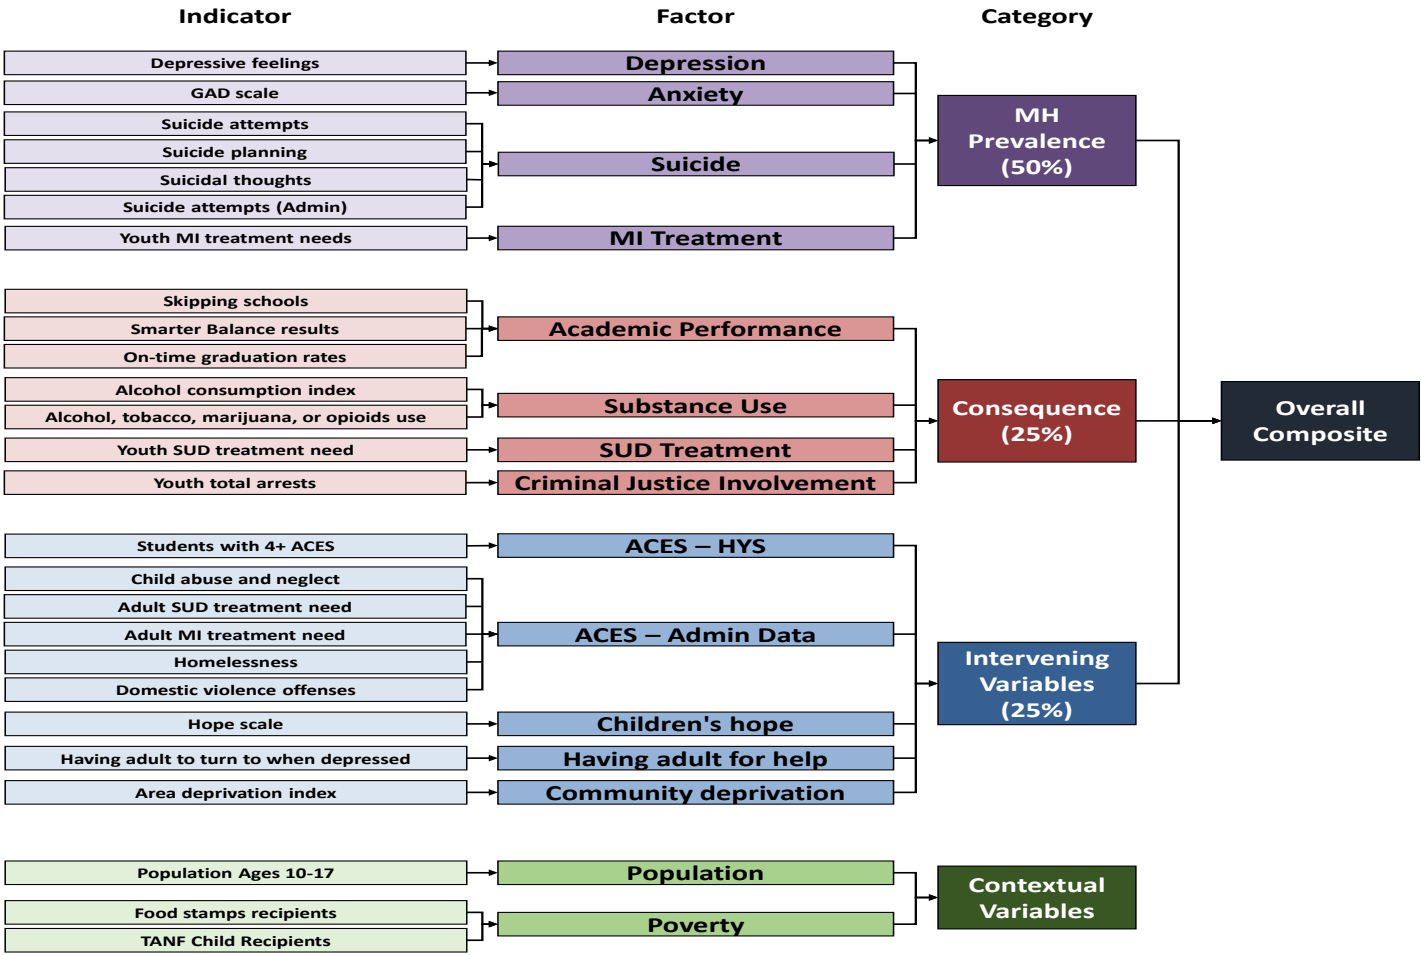 Indicator
Factor
Category
Depressive feelings
Depression
GAD scale
Anxiety
Suicide attempts
Suicide planning
Suicidal thoughts
Suicide attempts (Admin)
Suicide
Youth MI treatment needs
MI Treatment
MH
Prevalence
(50%)
Skipping schools
Smarter Balance results
On-time graduation rates
Academic Performance
Alcohol consumption index
Alcohol, tobacco, marijuana, or opioids use
Substance Use
Youth SUD treatment need
SUD Treatment
Youth total arrests
Criminal Justice Involvement
Consequence
(25%)
Overall
Composite
Students with 4+ ACES
ACES – HYS
Child abuse and neglect
Adult SUD treatment need
Adult MI treatment need
Homelessness
Domestic violence offenses
ACES – Admin Data
Hope scale
Children's hope
Having adult to turn to when depressed
Having adult for help
Area deprivation index
Community deprivation
Intervening
Variables
(25%)
Population Ages 10-17
Population
Food stamps recipients
TANF Child Recipients
Poverty
Contextual
Variables